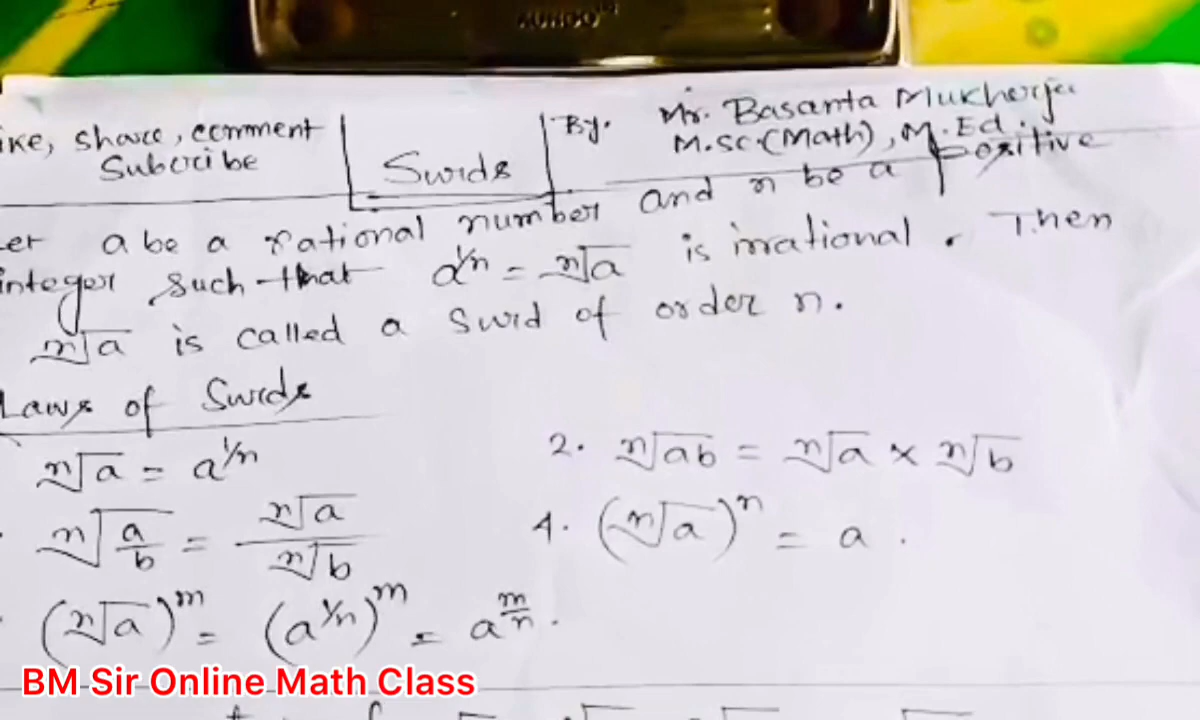 ike, share, comment
Subcribe
Surds
By. Mr. Basanta Mukherjee
M.Sc.(Math), M.Ed.
et a be a rational number and n be a positive
integer such that a^{1/n} = ⁿ√a is irrational. Then
ⁿ√a is called a surd of order n.
Laws of Surds
ⁿ√a = a^{1/n}
2. ⁿ√ab = ⁿ√a × ⁿ√b
ⁿ√(a/b) = ⁿ√a / ⁿ√b
4. (ⁿ√a)ⁿ = a.
(ⁿ√a)^m = (a^{1/n})^m = a^{m/n}.
BM Sir Online Math Class